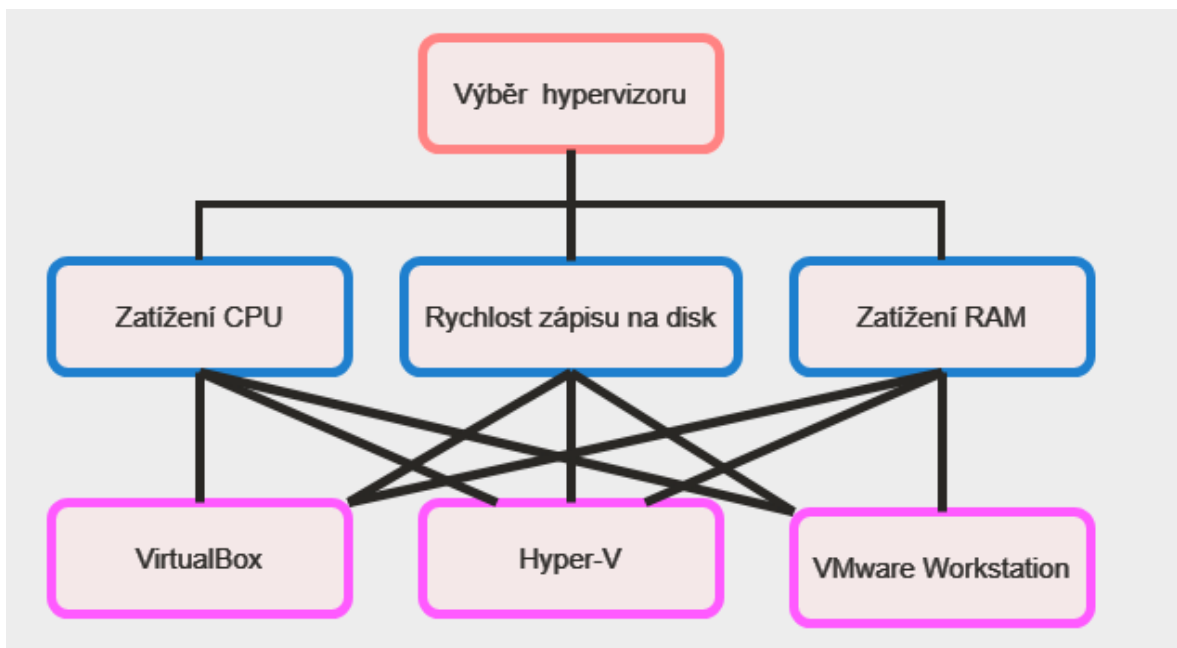 Výběr hypervizoru
Zatížení CPU
Rychlost zápisu na disk
Zatížení RAM
VirtualBox
Hyper-V
VMware Workstation